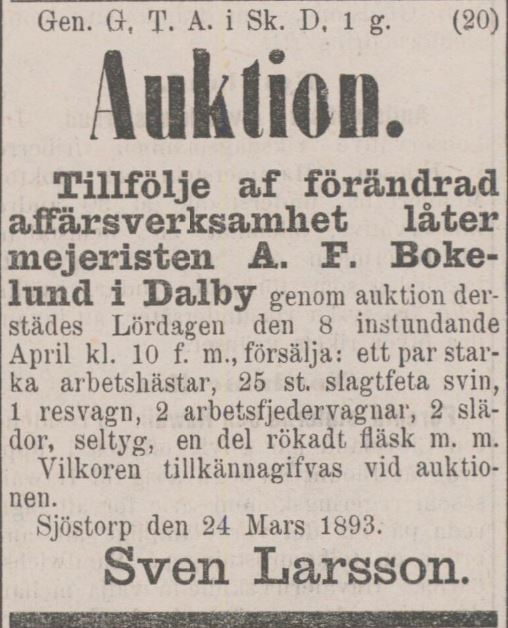 Gen. G. T. A. i Sk. D. 1 g. (20)
Auktion.
Tillfölje af förändrad
affärsverksamhet låter
mejeristen A. F. Boke-
lund i Dalby genom auktion der-
städes Lördagen den 8 instundande
April kl. 10 f. m., försälja: ett par star-
ka arbetshästar, 25 st. slagtfeta svin,
1 resvagn, 2 arbetsfjedervagnar, 2 slä-
dor, seltyg, en del rökadt fläsk m. m.
Vilkoren tillkännagifvas vid auktio-
nen.
Sjöstorp den 24 Mars 1893.
Sven Larsson.